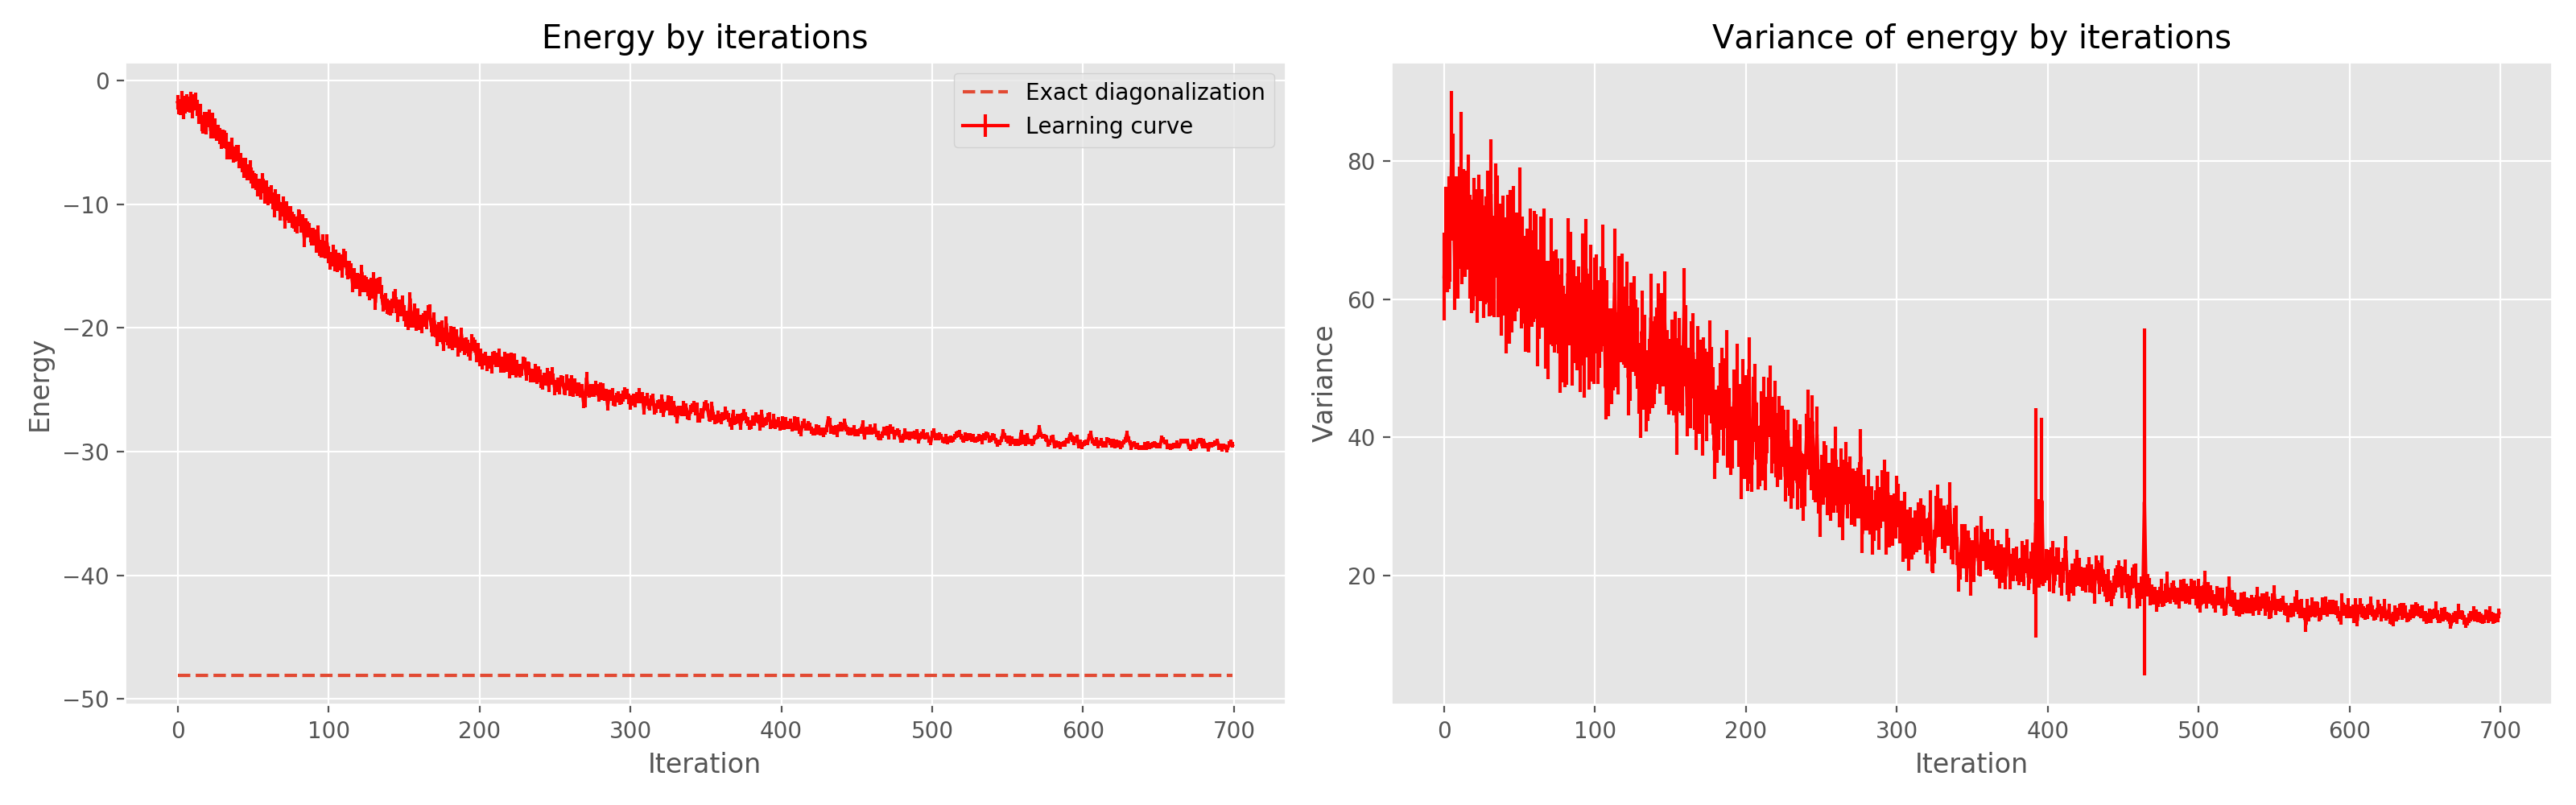 Energy by iterations
Exact diagonalization
Learning curve
Energy
0
−10
−20
−30
−40
−50
0 100 200 300 400 500 600 700
Iteration
Variance of energy by iterations
Variance
80
60
40
20
0 100 200 300 400 500 600 700
Iteration